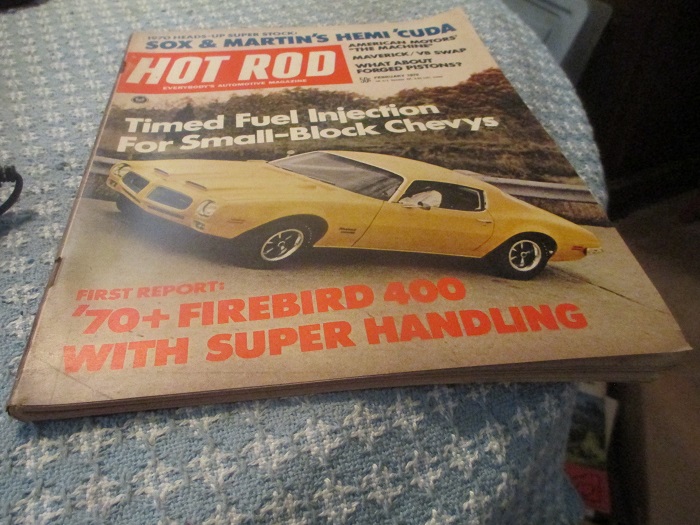 1970 HEADS-UP SUPER STOCK:
SOX & MARTIN'S HEMI 'CUDA
AMERICAN MOTORS'
"THE MACHINE"
MAVERICK/V8 SWAP
WHAT ABOUT
FORGED PISTONS?
HOT ROD
EVERYBODY'S AUTOMOTIVE MAGAZINE
50¢ FEBRUARY 1970
Timed Fuel Injection
For Small-Block Chevys
FIRST REPORT:
'70+ FIREBIRD 400
WITH SUPER HANDLING